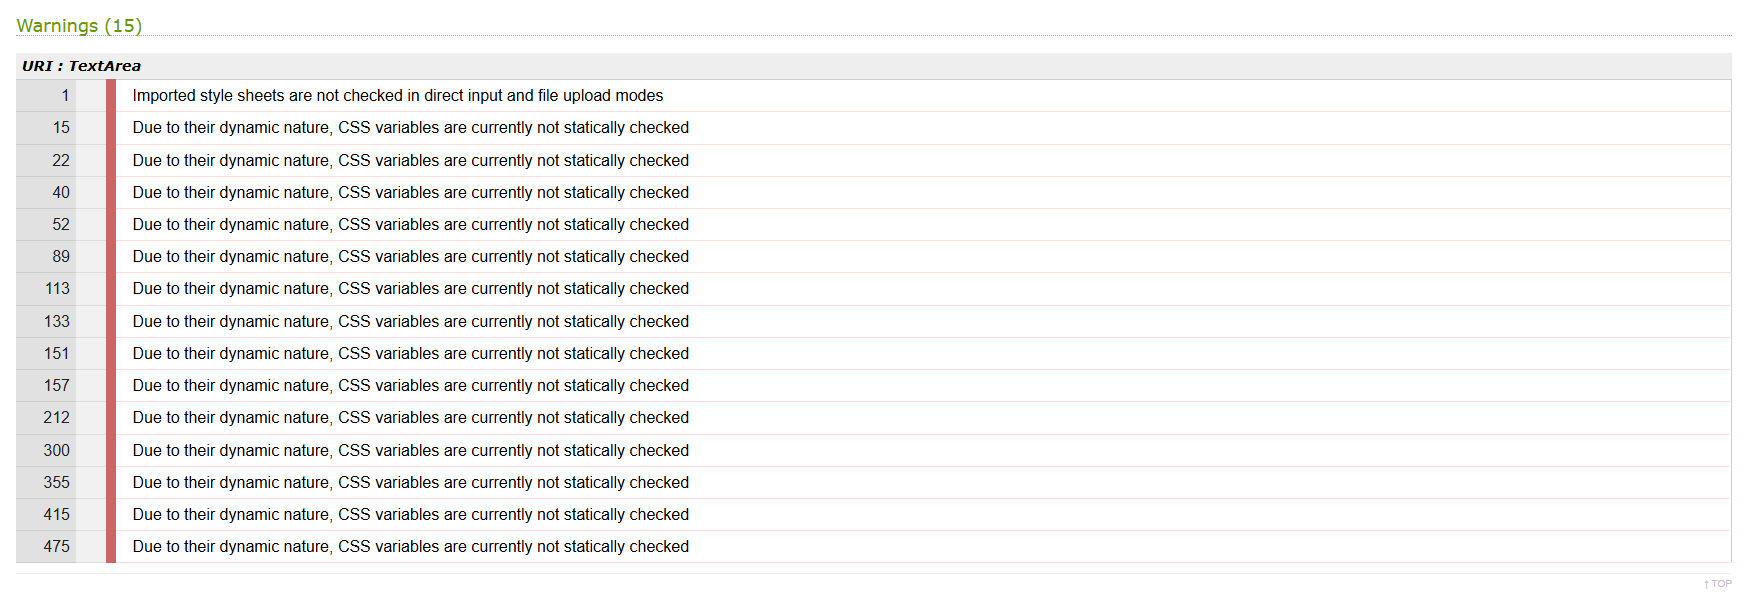 Warnings (15)
URI : TextArea
1 Imported style sheets are not checked in direct input and file upload modes
15 Due to their dynamic nature, CSS variables are currently not statically checked
22 Due to their dynamic nature, CSS variables are currently not statically checked
40 Due to their dynamic nature, CSS variables are currently not statically checked
52 Due to their dynamic nature, CSS variables are currently not statically checked
89 Due to their dynamic nature, CSS variables are currently not statically checked
113 Due to their dynamic nature, CSS variables are currently not statically checked
133 Due to their dynamic nature, CSS variables are currently not statically checked
151 Due to their dynamic nature, CSS variables are currently not statically checked
157 Due to their dynamic nature, CSS variables are currently not statically checked
212 Due to their dynamic nature, CSS variables are currently not statically checked
300 Due to their dynamic nature, CSS variables are currently not statically checked
355 Due to their dynamic nature, CSS variables are currently not statically checked
415 Due to their dynamic nature, CSS variables are currently not statically checked
475 Due to their dynamic nature, CSS variables are currently not statically checked
↑ TOP